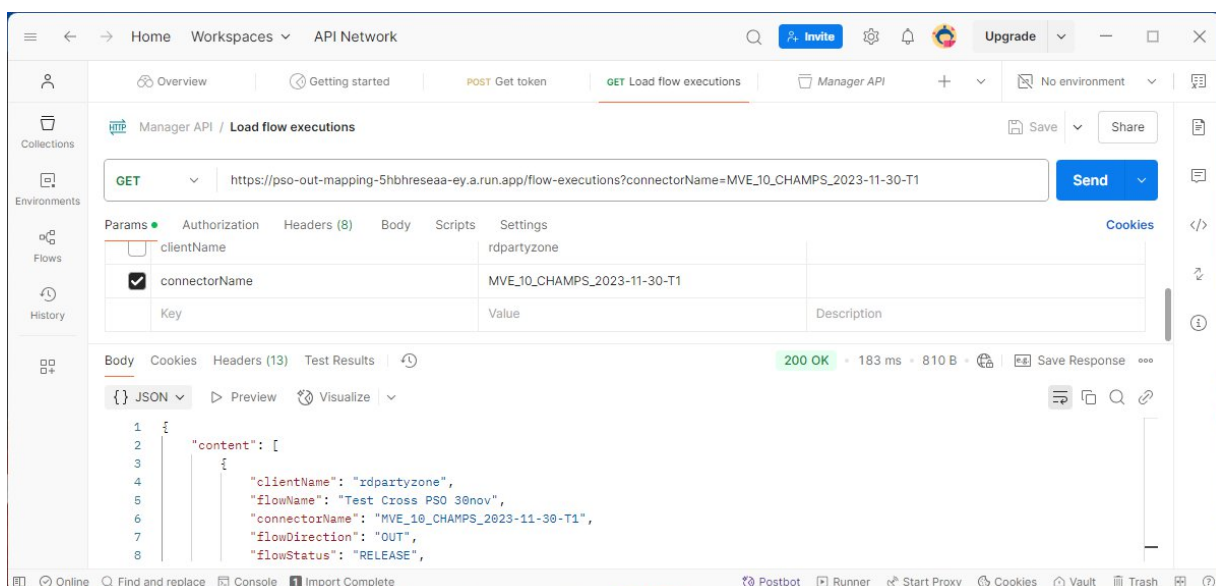 Home Workspaces API Network Invite Upgrade
Overview Getting started POST Get token GET Load flow executions Manager API No environment
HTTP Manager API / Load flow executions Save Share
GET https://pso-out-mapping-5hbhreseaa-ey.a.run.app/flow-executions?connectorName=MVE_10_CHAMPS_2023-11-30-T1 Send
Collections
Environments
Flows
History
Params Authorization Headers (8) Body Scripts Settings Cookies
clientName rdpartyzone
connectorName MVE_10_CHAMPS_2023-11-30-T1
Key Value Description
Body Cookies Headers (13) Test Results 200 OK 183 ms 810 B e.g. Save Response
{} JSON Preview Visualize
1 {
2 "content": [
3 {
4 "clientName": "rdpartyzone",
5 "flowName": "Test Cross PSO 30nov",
6 "connectorName": "MVE_10_CHAMPS_2023-11-30-T1",
7 "flowDirection": "OUT",
8 "flowStatus": "RELEASE",
Online Find and replace Console Import Complete Postbot Runner Start Proxy Cookies Vault Trash